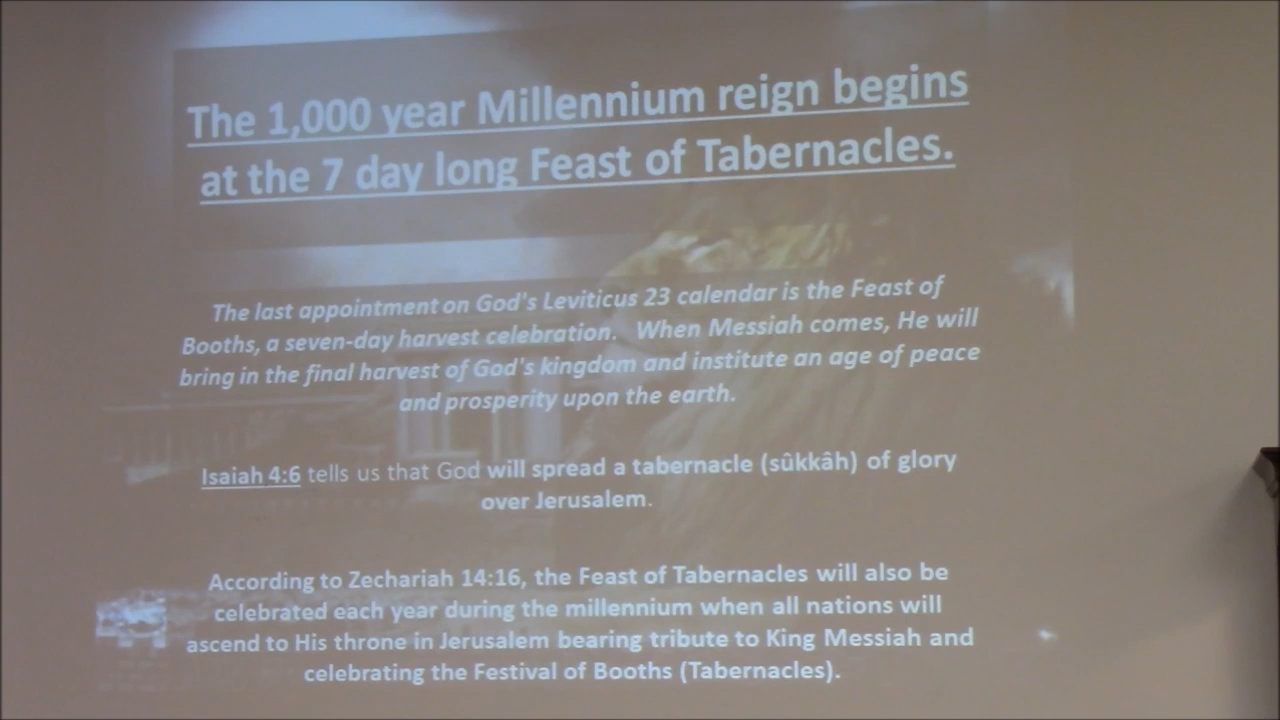 The 1,000 year Millennium reign begins
at the 7 day long Feast of Tabernacles.
The last appointment on God's Leviticus 23 calendar is the Feast of
Booths, a seven-day harvest celebration. When Messiah comes, He will
bring in the final harvest of God's kingdom and institute an age of peace
and prosperity upon the earth.
Isaiah 4:6 tells us that God will spread a tabernacle (sûkkâh) of glory
over Jerusalem.
According to Zechariah 14:16, the Feast of Tabernacles will also be
celebrated each year during the millennium when all nations will
ascend to His throne in Jerusalem bearing tribute to King Messiah and
celebrating the Festival of Booths (Tabernacles).